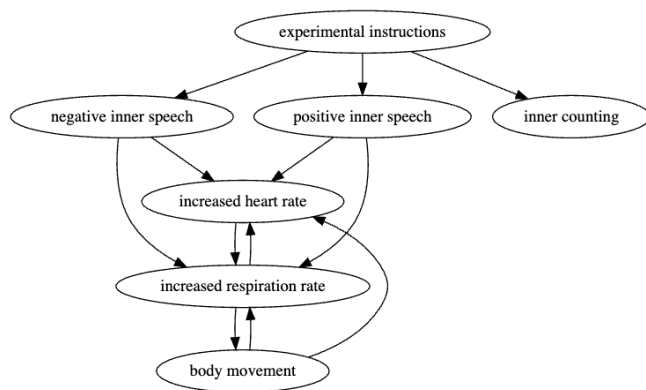 experimental instructions
negative inner speech
positive inner speech
inner counting
increased heart rate
increased respiration rate
body movement